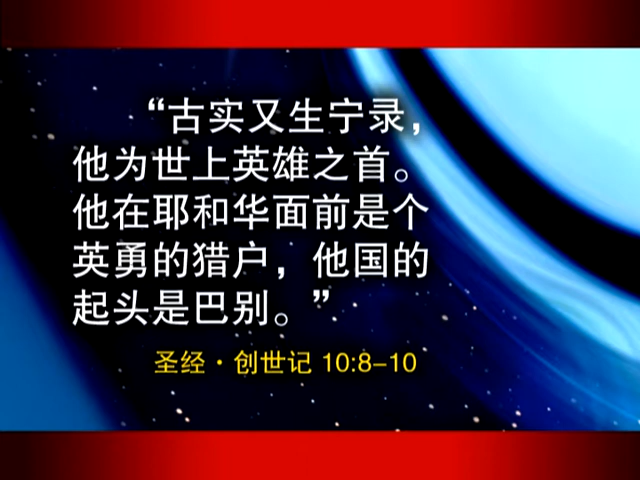 “古实又生宁录，
他为世上英雄之首。
他在耶和华面前是个
英勇的猎户，他国的
起头是巴别。”
圣经·创世记 10:8-10